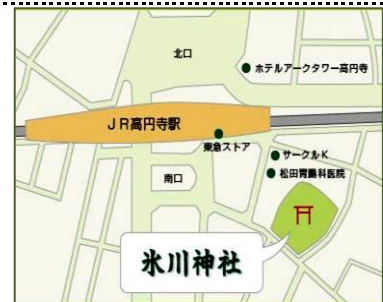 北口
ホテルアークタワー高円寺
JR高円寺駅
東急ストア
サークルK
南口
松田胃腸科医院
氷川神社